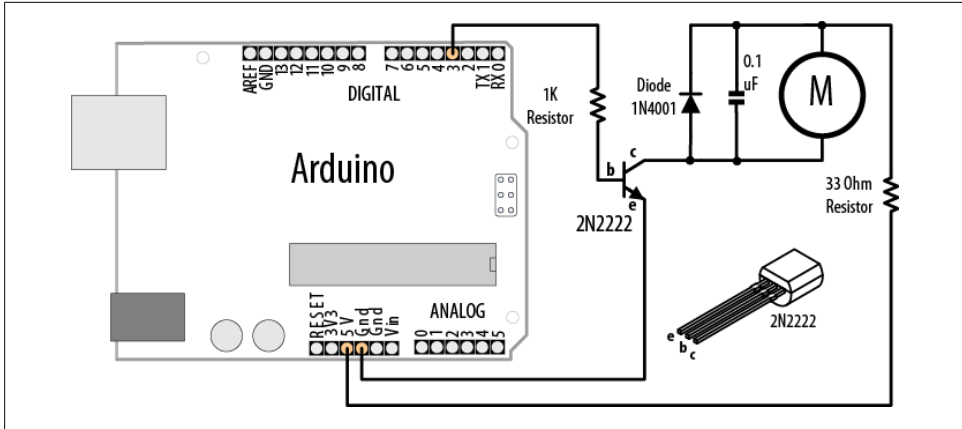 AREF
GND
13
12
11
10
9
8
7
6
5
4
3
2
TX 1
RX 0
DIGITAL
Arduino
RESET
3V3
5V
Gnd
Gnd
Vin
ANALOG
0
1
2
3
4
5
1K
Resistor
Diode
1N4001
0.1
uF
M
b
c
e
2N2222
33 Ohm
Resistor
2N2222
e
b
c